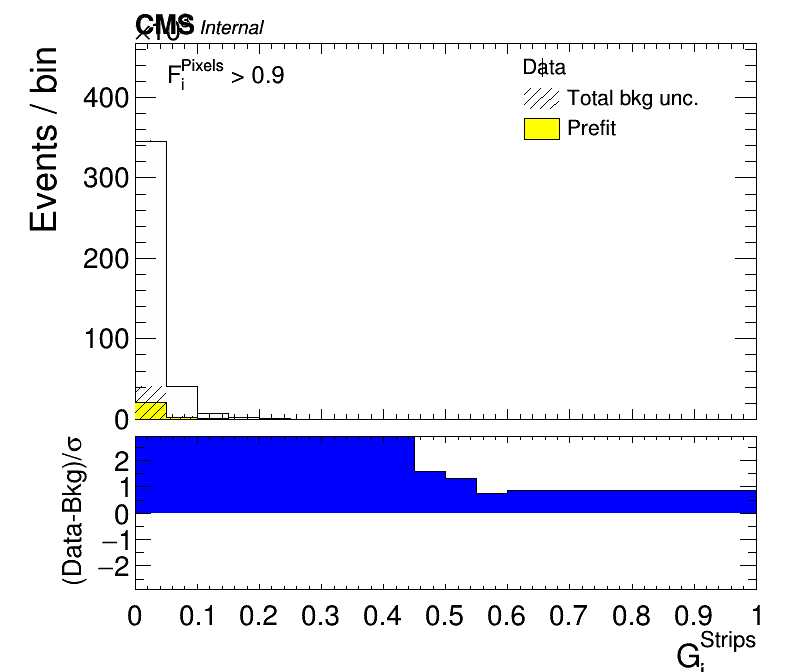 CMS Internal
×10³
F_i^Pixels > 0.9
Data
Total bkg unc.
Prefit
Events / bin
400
300
200
100
0
(Data-Bkg)/σ
2
1
0
−1
−2
0 0.1 0.2 0.3 0.4 0.5 0.6 0.7 0.8 0.9 1
G_i^Strips